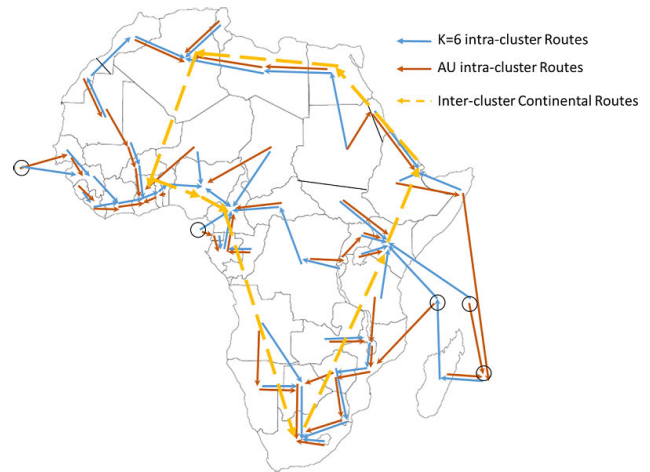 K=6 intra-cluster Routes
AU intra-cluster Routes
Inter-cluster Continental Routes